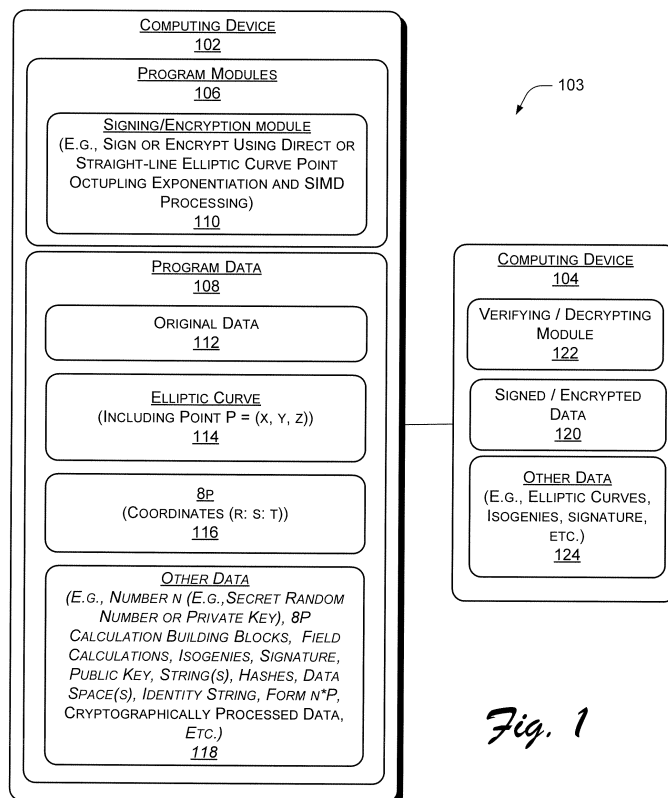 COMPUTING DEVICE
102
PROGRAM MODULES
106
SIGNING/ENCRYPTION MODULE
(E.G., SIGN OR ENCRYPT USING DIRECT OR
STRAIGHT-LINE ELLIPTIC CURVE POINT
OCTUPLING EXPONENTIATION AND SIMD
PROCESSING)
110
PROGRAM DATA
108
ORIGINAL DATA
112
ELLIPTIC CURVE
(INCLUDING POINT P = (X, Y, Z))
114
8P
(COORDINATES (R: S: T))
116
OTHER DATA
(E.G., NUMBER N (E.G.,SECRET RANDOM
NUMBER OR PRIVATE KEY), 8P
CALCULATION BUILDING BLOCKS, FIELD
CALCULATIONS, ISOGENIES, SIGNATURE,
PUBLIC KEY, STRING(S), HASHES, DATA
SPACE(S), IDENTITY STRING, FORM N*P,
CRYPTOGRAPHICALLY PROCESSED DATA,
ETC.)
118
103
COMPUTING DEVICE
104
VERIFYING / DECRYPTING
MODULE
122
SIGNED / ENCRYPTED
DATA
120
OTHER DATA
(E.G., ELLIPTIC CURVES,
ISOGENIES, SIGNATURE,
ETC.)
124
Fig. 1